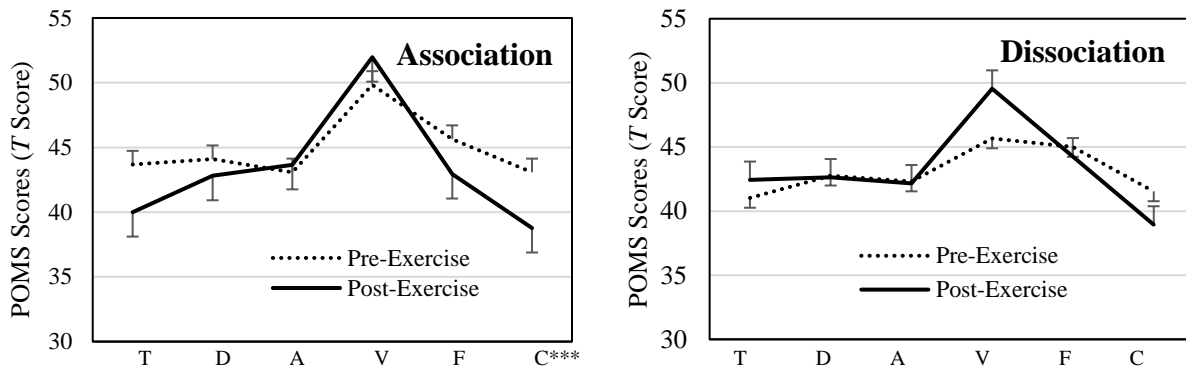 POMS Scores (T Score)
55
50
45
40
35
30
Association
Pre-Exercise
Post-Exercise
T D A V F C***
POMS Scores (T Score)
55
50
45
40
35
30
Dissociation
Pre-Exercise
Post-Exercise
T D A V F C